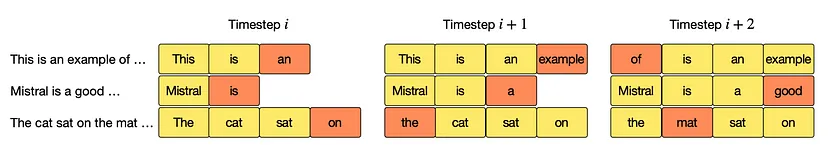 Timestep i Timestep i + 1 Timestep i + 2
This is an example of … This is an This is an example of is an example
Mistral is a good … Mistral is Mistral is a Mistral is a good
The cat sat on the mat … The cat sat on the cat sat on the mat sat on